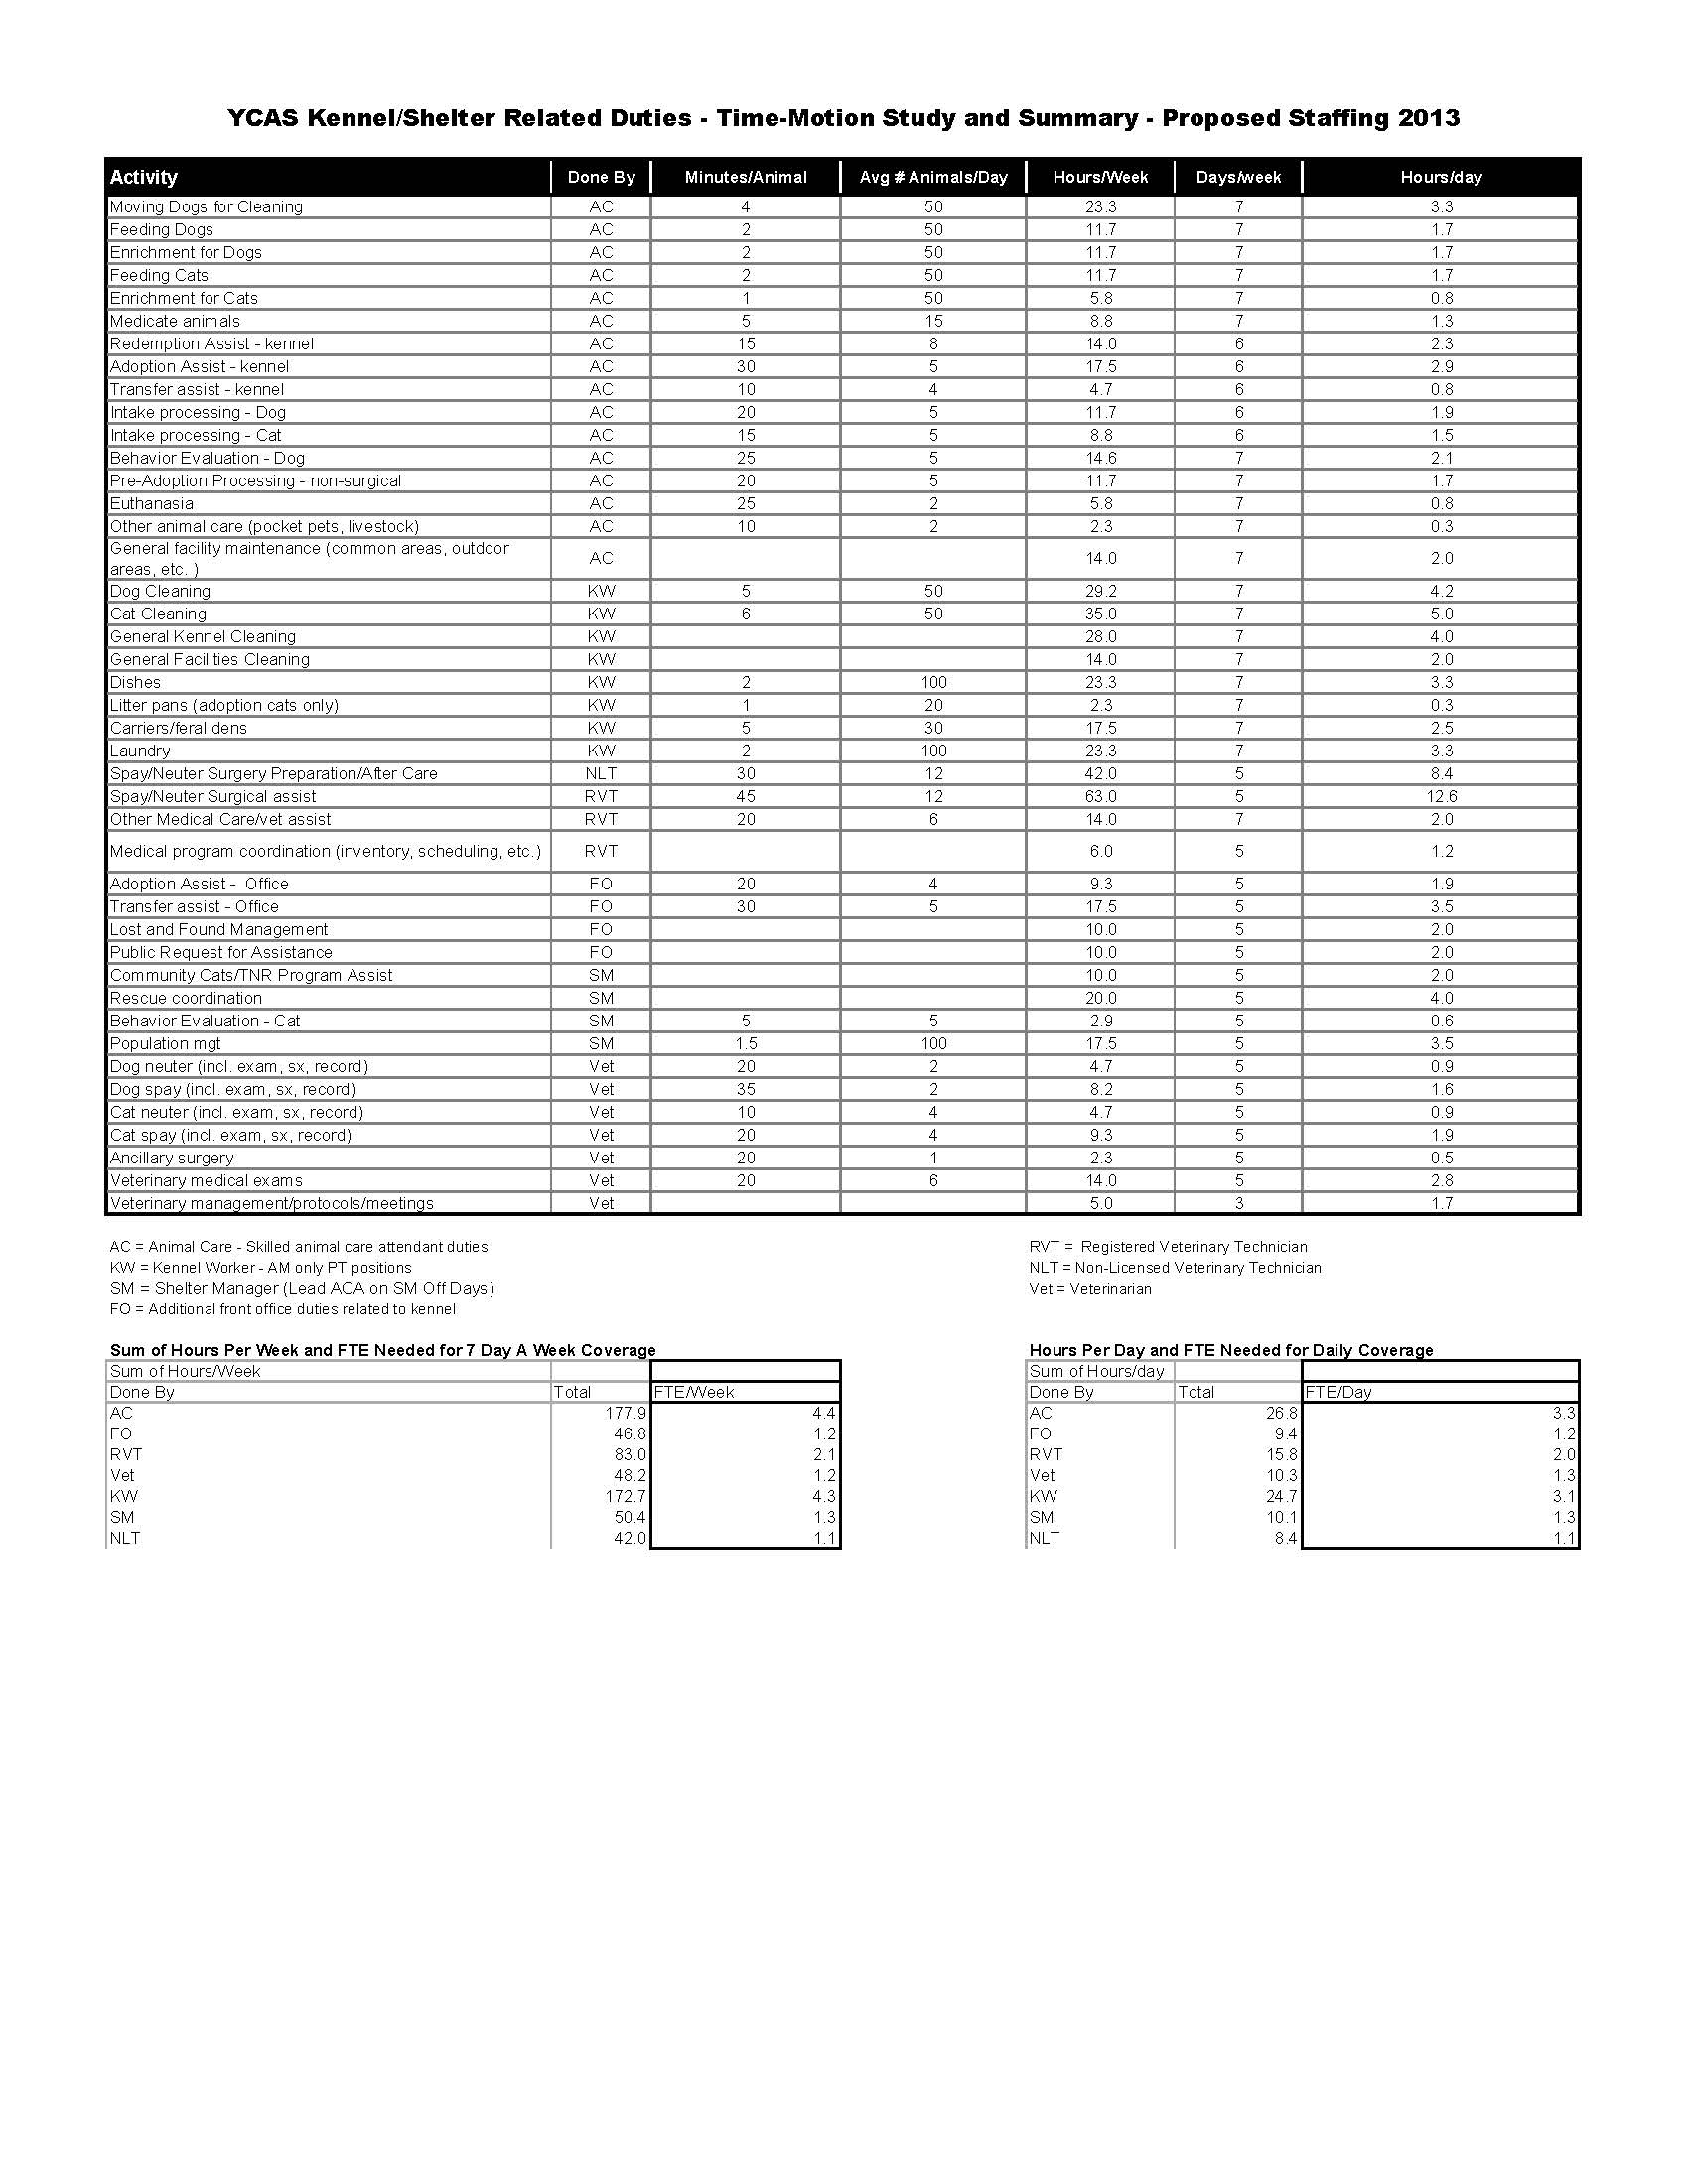 YCAS Kennel/Shelter Related Duties - Time-Motion Study and Summary - Proposed Staffing 2013
Activity Done By Minutes/Animal Avg # Animals/Day Hours/Week Days/week Hours/day
Moving Dogs for Cleaning AC 4 50 23.3 7 3.3
Feeding Dogs AC 2 50 11.7 7 1.7
Enrichment for Dogs AC 2 50 11.7 7 1.7
Feeding Cats AC 2 50 11.7 7 1.7
Enrichment for Cats AC 1 50 5.8 7 0.8
Medicate animals AC 5 15 8.8 7 1.3
Redemption Assist - kennel AC 15 8 14.0 6 2.3
Adoption Assist - kennel AC 30 5 17.5 6 2.9
Transfer assist - kennel AC 10 4 4.7 6 0.8
Intake processing - Dog AC 20 5 11.7 6 1.9
Intake processing - Cat AC 15 5 8.8 6 1.5
Behavior Evaluation - Dog AC 25 5 14.6 7 2.1
Pre-Adoption Processing - non-surgical AC 20 5 11.7 7 1.7
Euthanasia AC 25 2 5.8 7 0.8
Other animal care (pocket pets, livestock) AC 10 2 2.3 7 0.3
General facility maintenance (common areas, outdoor
areas, etc. ) AC 14.0 7 2.0
Dog Cleaning KW 5 50 29.2 7 4.2
Cat Cleaning KW 6 50 35.0 7 5.0
General Kennel Cleaning KW 28.0 7 4.0
General Facilities Cleaning KW 14.0 7 2.0
Dishes KW 2 100 23.3 7 3.3
Litter pans (adoption cats only) KW 1 20 2.3 7 0.3
Carriers/feral dens KW 5 30 17.5 7 2.5
Laundry KW 2 100 23.3 7 3.3
Spay/Neuter Surgery Preparation/After Care NLT 30 12 42.0 5 8.4
Spay/Neuter Surgical assist RVT 45 12 63.0 5 12.6
Other Medical Care/vet assist RVT 20 6 14.0 7 2.0
Medical program coordination (inventory, scheduling, etc.) RVT 6.0 5 1.2
Adoption Assist - Office FO 20 4 9.3 5 1.9
Transfer assist - Office FO 30 5 17.5 5 3.5
Lost and Found Management FO 10.0 5 2.0
Public Request for Assistance FO 10.0 5 2.0
Community Cats/TNR Program Assist SM 10.0 5 2.0
Rescue coordination SM 20.0 5 4.0
Behavior Evaluation - Cat SM 5 5 2.9 5 0.6
Population mgt SM 1.5 100 17.5 5 3.5
Dog neuter (incl. exam, sx, record) Vet 20 2 4.7 5 0.9
Dog spay (incl. exam, sx, record) Vet 35 2 8.2 5 1.6
Cat neuter (incl. exam, sx, record) Vet 10 4 4.7 5 0.9
Cat spay (incl. exam, sx, record) Vet 20 4 9.3 5 1.9
Ancillary surgery Vet 20 1 2.3 5 0.5
Veterinary medical exams Vet 20 6 14.0 5 2.8
Veterinary management/protocols/meetings Vet 5.0 3 1.7
AC = Animal Care - Skilled animal care attendant duties RVT = Registered Veterinary Technician
KW = Kennel Worker - AM only PT positions NLT = Non-Licensed Veterinary Technician
SM = Shelter Manager (Lead ACA on SM Off Days) Vet = Veterinarian
FO = Additional front office duties related to kennel
Sum of Hours Per Week and FTE Needed for 7 Day A Week Coverage Hours Per Day and FTE Needed for Daily Coverage
Sum of Hours/Week Sum of Hours/day
Done By Total FTE/Week Done By Total FTE/Day
AC 177.9 4.4 AC 26.8 3.3
FO 46.8 1.2 FO 9.4 1.2
RVT 83.0 2.1 RVT 15.8 2.0
Vet 48.2 1.2 Vet 10.3 1.3
KW 172.7 4.3 KW 24.7 3.1
SM 50.4 1.3 SM 10.1 1.3
NLT 42.0 1.1 NLT 8.4 1.1